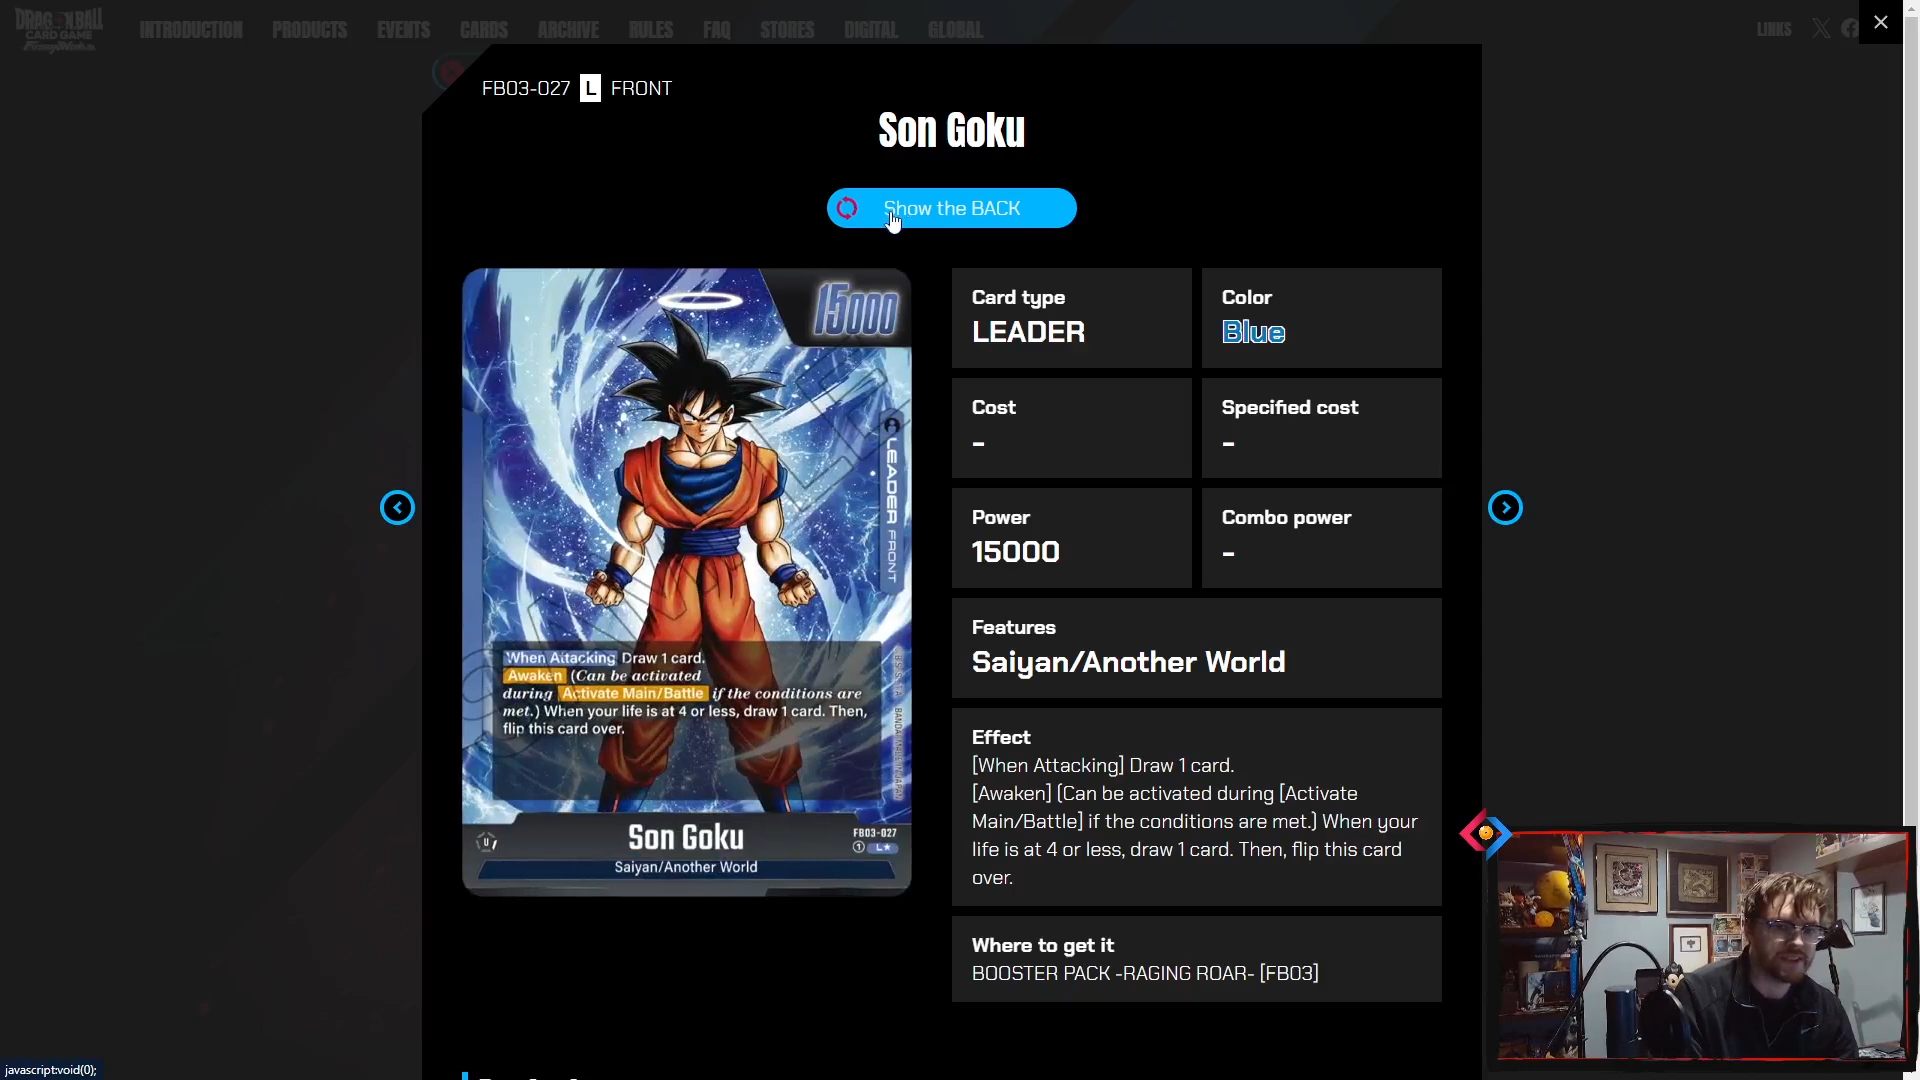 DRAGONBALL
CARD GAME
Fusion World
INTRODUCTION
PRODUCTS
EVENTS
CARDS
ARCHIVE
RULES
FAQ
STORES
DIGITAL
GLOBAL
LINKS
FB03-027 L FRONT
Son Goku
Show the BACK
15000
LEADER FRONT
When Attacking Draw 1 card.
Awaken (Can be activated
during Activate Main/Battle if the conditions are
met.) When your life is at 4 or less, draw 1 card. Then,
flip this card over.
Son Goku
FB03-027
1 L★
Saiyan/Another World
Card type
LEADER
Color
Blue
Cost
-
Specified cost
-
Power
15000
Combo power
-
Features
Saiyan/Another World
Effect
[When Attacking] Draw 1 card.
[Awaken] (Can be activated during [Activate
Main/Battle] if the conditions are met.) When your
life is at 4 or less, draw 1 card. Then, flip this card
over.
Where to get it
BOOSTER PACK -RAGING ROAR- [FB03]
javascript:void(0);